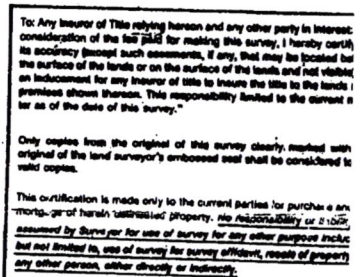 To: Any Insuror of Title relying hereon and any other party in interest:
consideration of the fee paid for making this survey, I hereby certify
its accuracy (except such easements, if any, that may be located below
the surface of the lands or on the surface of the lands and not visible
an inducement for any insuror of title to insure the title to the lands
premises shown thereon. This responsibility limited to the current
ter as of the date of this survey."
Only copies from the original of this survey clearly marked with
original of the land surveyor's embossed seal shall be considered to
valid copies.
This certification is made only to the current parties for purchase and
mortgage of herein property. No responsibility or
assumed by Surveyor for use of survey for any other purpose includ
but not limited to, use of survey for survey affidavit, resale of property
any other person, either directly or indirectly.